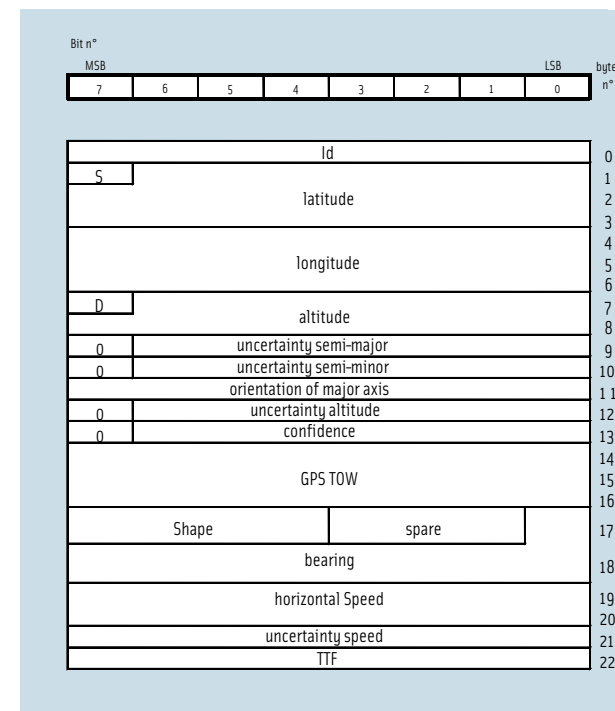 Bit n°
MSB LSB byte
7 6 5 4 3 2 1 0 n°
Id 0
S 1
latitude 2
3
4
longitude 5
6
D 7
altitude 8
0 uncertainty semi-major 9
0 uncertainty semi-minor 10
orientation of major axis 11
0 uncertainty altitude 12
0 confidence 13
14
GPS TOW 15
16
Shape spare 17
bearing 18
horizontal Speed 19
20
uncertainty speed 21
TTF 22